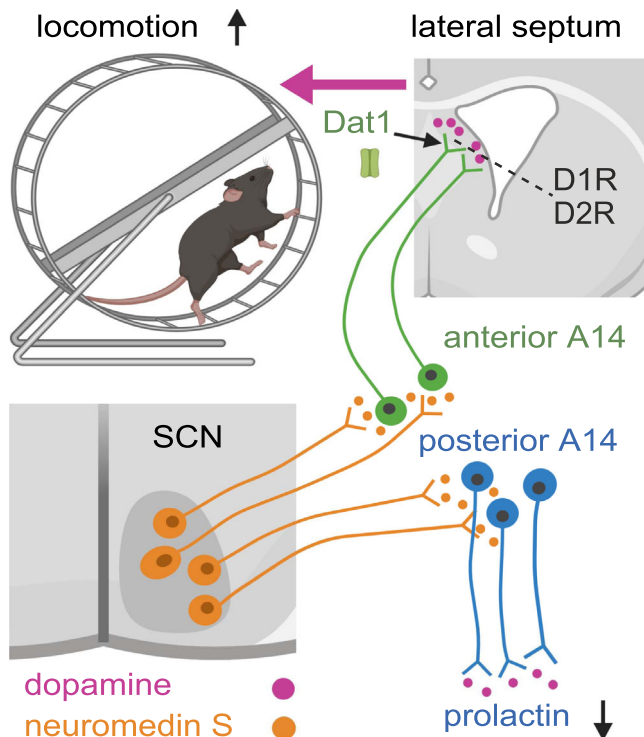 locomotion
lateral septum
Dat1
D1R
D2R
anterior A14
SCN
posterior A14
dopamine
neuromedin S
prolactin